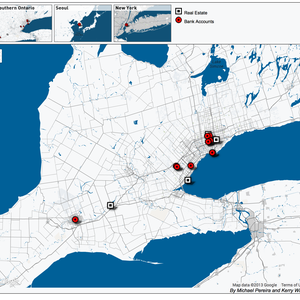 Southern Ontario
Seoul
New York
Real Estate
Bank Accounts
Map data ©2013 Google
Terms of
By Michael Pereira and Kerry W